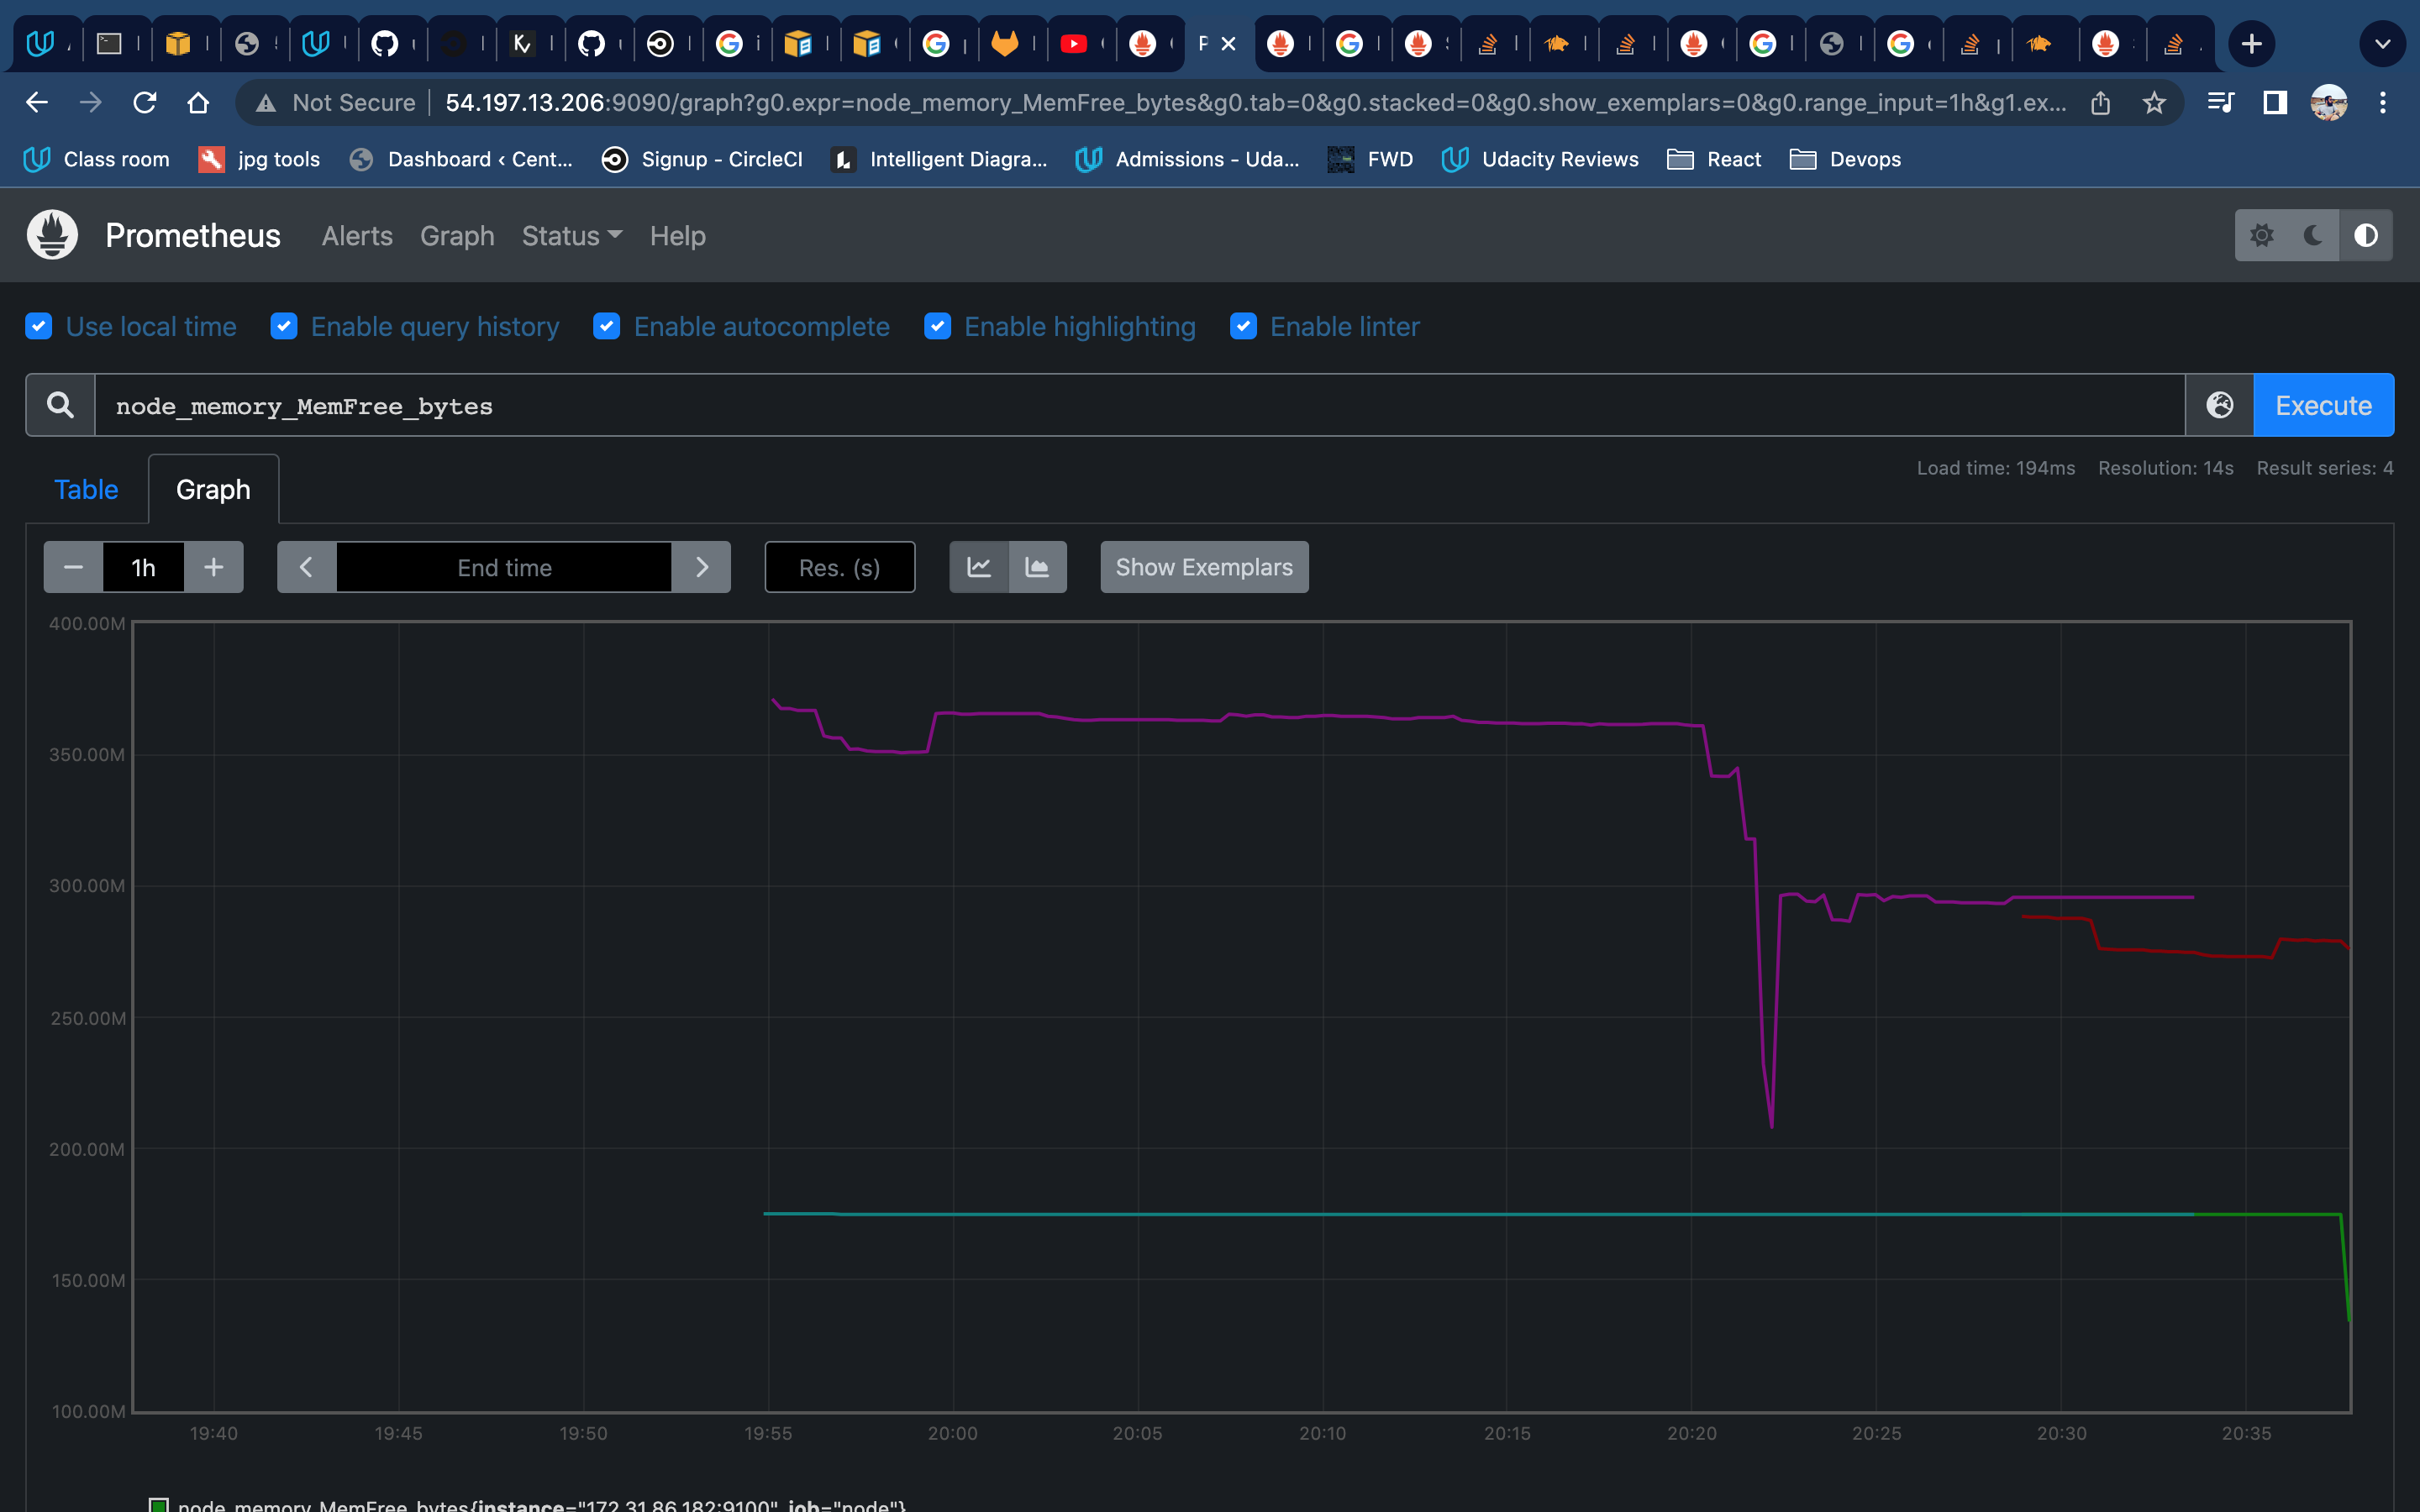 Not Secure 54.197.13.206:9090/graph?g0.expr=node_memory_MemFree_bytes&g0.tab=0&g0.stacked=0&g0.show_exemplars=0&g0.range_input=1h&g1.ex...
Class room jpg tools Dashboard ‹ Cent... Signup - CircleCI Intelligent Diagra... Admissions - Uda... FWD Udacity Reviews React Devops
Prometheus Alerts Graph Status Help
Use local time Enable query history Enable autocomplete Enable highlighting Enable linter
node_memory_MemFree_bytes Execute
Table Graph Load time: 194ms Resolution: 14s Result series: 4
1h End time Res. (s) Show Exemplars
400.00M
350.00M
300.00M
250.00M
200.00M
150.00M
100.00M
19:40 19:45 19:50 19:55 20:00 20:05 20:10 20:15 20:20 20:25 20:30 20:35
node_memory_MemFree_bytes{instance="172.31.86.182:9100", job="node"}